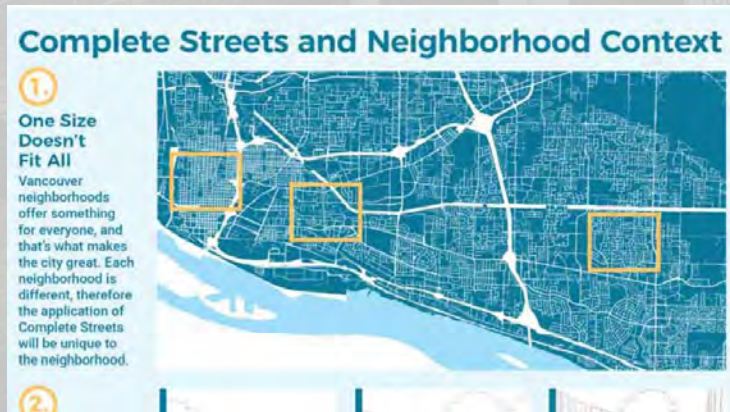 Complete Streets and Neighborhood Context
1.
One Size
Doesn't
Fit All
Vancouver
neighborhoods
offer something
for everyone, and
that's what makes
the city great. Each
neighborhood is
different, therefore
the application of
Complete Streets
will be unique to
the neighborhood.
2.